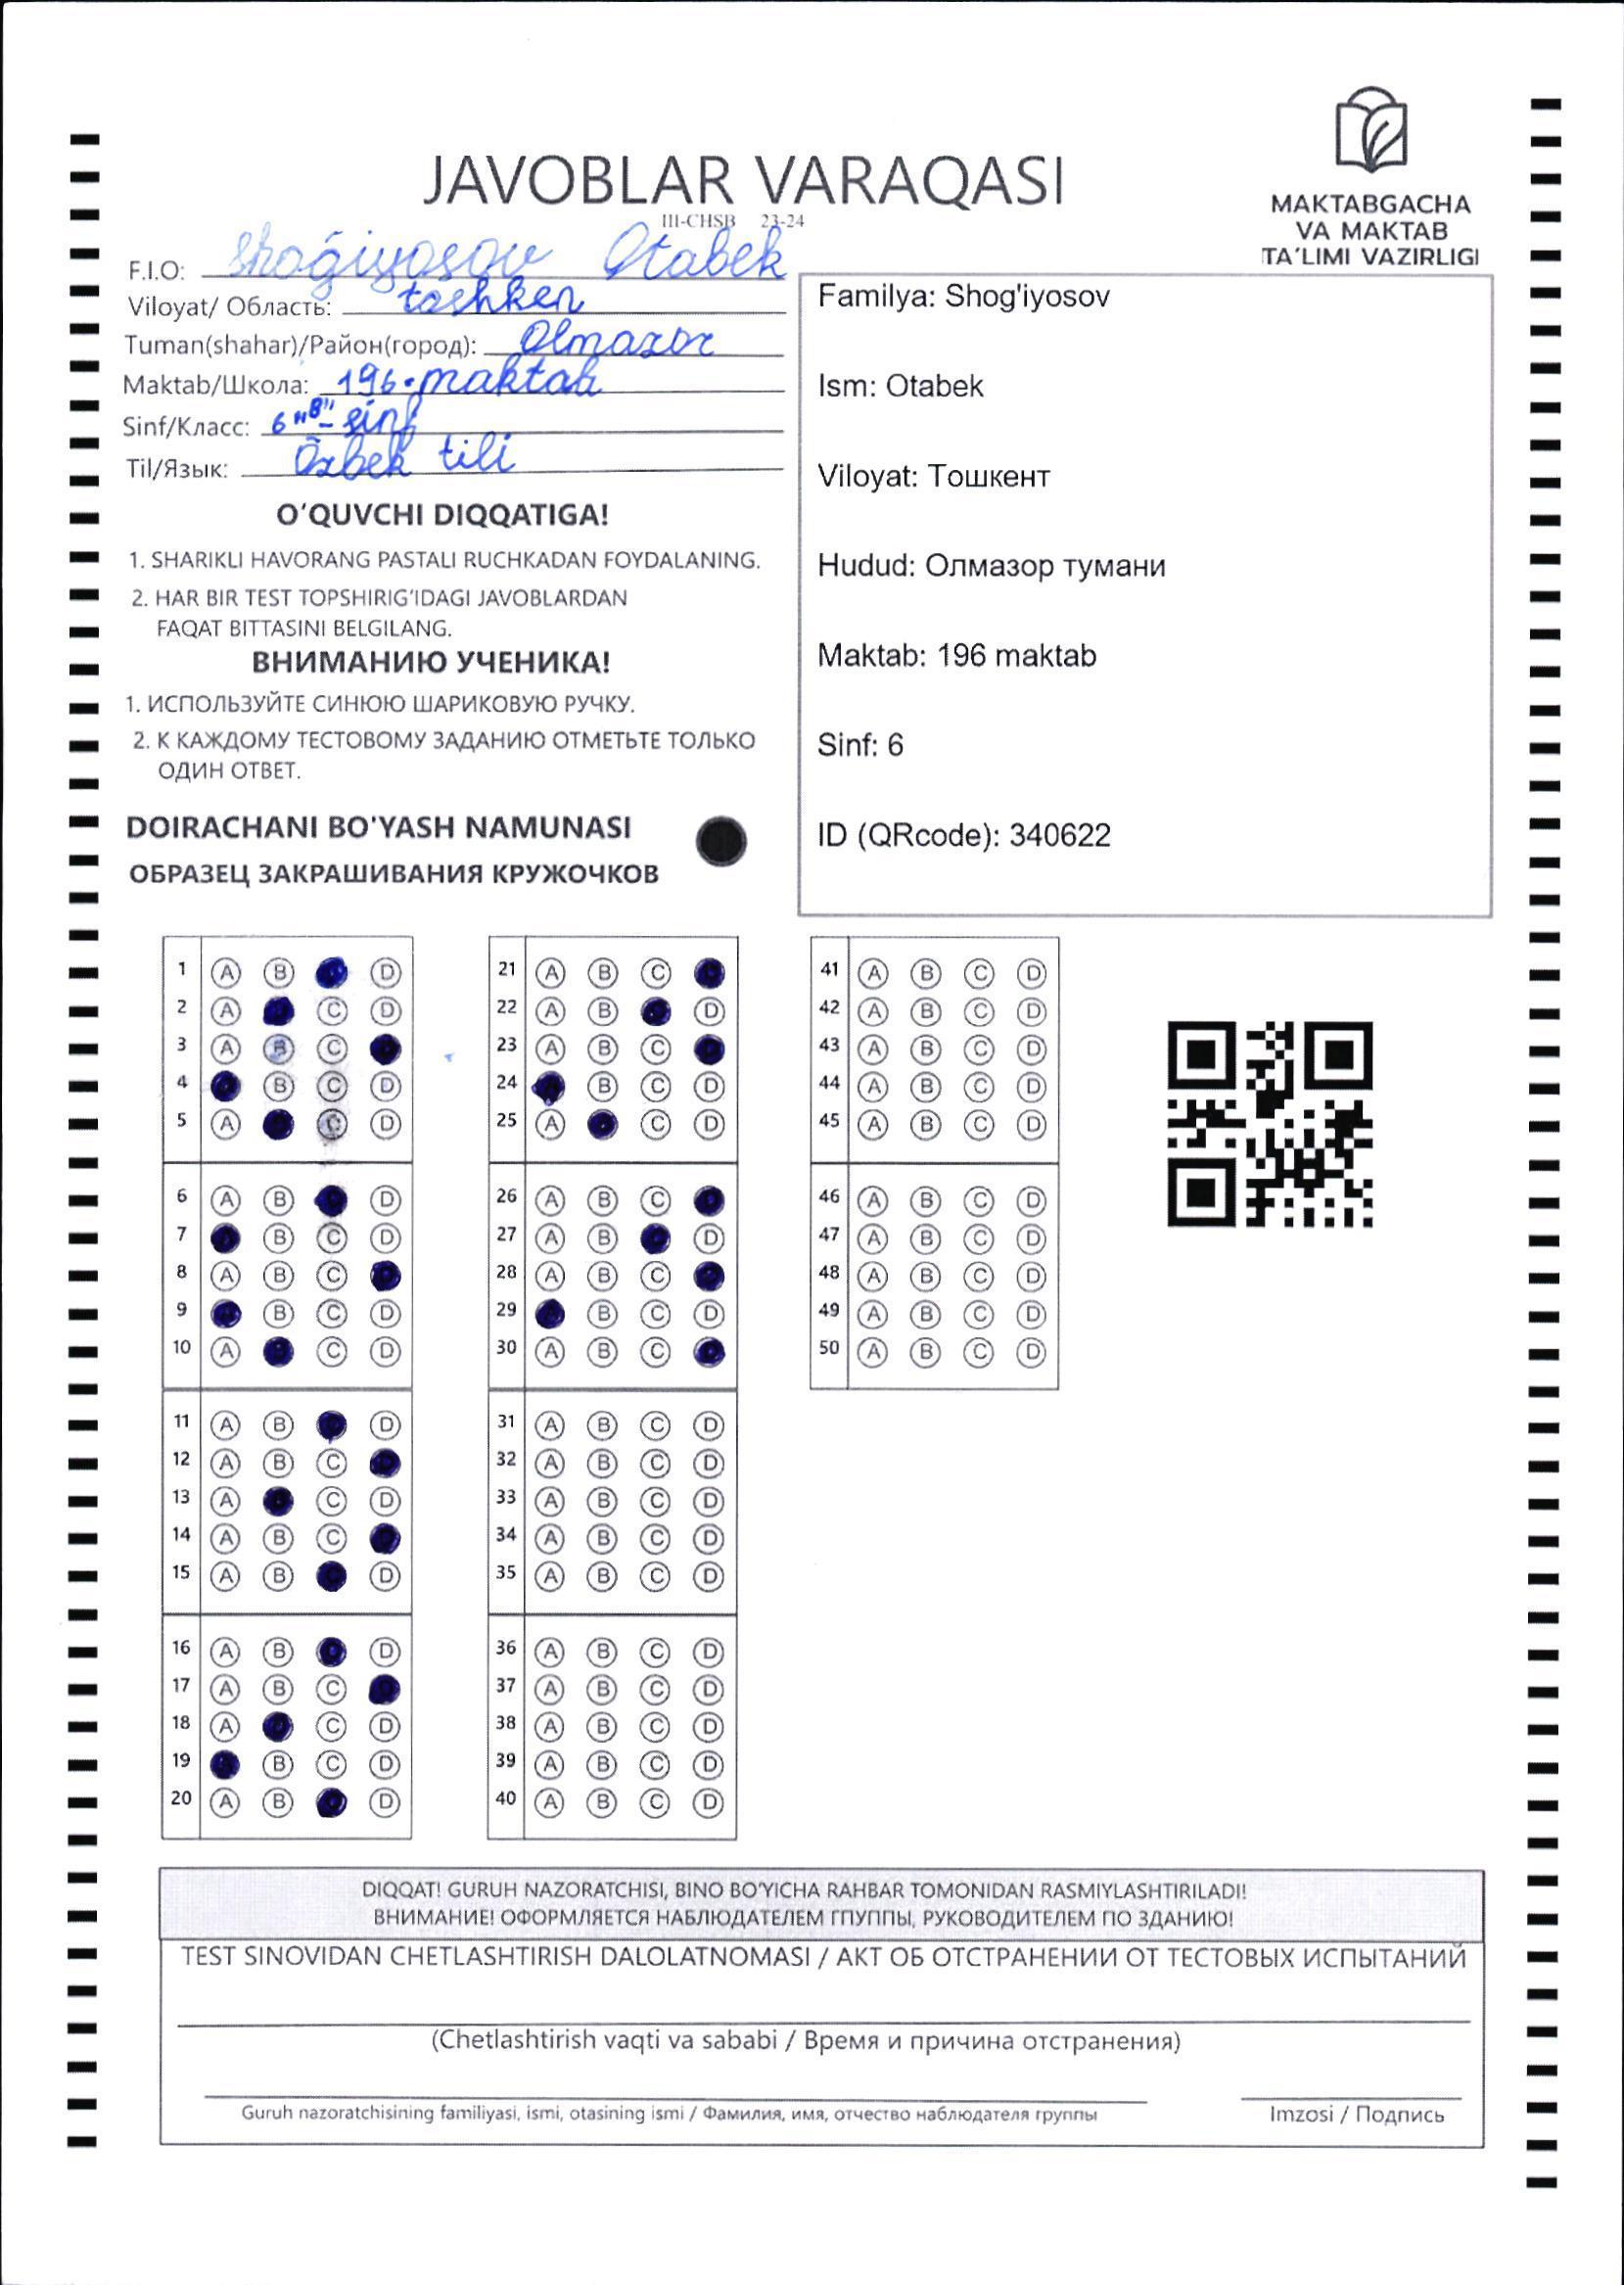 JAVOBLAR VARAQASI
III-CHSB 23-24
MAKTABGACHA
VA MAKTAB
TA'LIMI VAZIRLIGI
F.I.O: Shog̃iyosov Otabek
Viloyat/ Область: toshken
Tuman(shahar)/Район(город): Olmazor
Maktab/Школа: 196-maktab
Sinf/Класс: 6 "B"- sinf
Til/Язык: Õzbek tili
Familya: Shog'iyosov
Ism: Otabek
Viloyat: Тошкент
Hudud: Олмазор тумани
Maktab: 196 maktab
Sinf: 6
ID (QRcode): 340622
O'QUVCHI DIQQATIGA!
1. SHARIKLI HAVORANG PASTALI RUCHKADAN FOYDALANING.
2. HAR BIR TEST TOPSHIRIG'IDAGI JAVOBLARDAN
FAQAT BITTASINI BELGILANG.
ВНИМАНИЮ УЧЕНИКА!
1. ИСПОЛЬЗУЙТЕ СИНЮЮ ШАРИКОВУЮ РУЧКУ.
2. К КАЖДОМУ ТЕСТОВОМУ ЗАДАНИЮ ОТМЕТЬТЕ ТОЛЬКО
ОДИН ОТВЕТ.
DOIRACHANI BO'YASH NAMUNASI
ОБРАЗЕЦ ЗАКРАШИВАНИЯ КРУЖОЧКОВ
1 A B D
2 A C D
3 A B C
4 B C D
5 A C D
6 A B D
7 B C D
8 A B C
9 B C D
10 A C D
11 A B D
12 A B C
13 A C D
14 A B C
15 A B D
16 A B D
17 A B C
18 A C D
19 B C D
20 A B D
21 A B C
22 A B D
23 A B C
24 B C D
25 A C D
26 A B C
27 A B D
28 A B C
29 B C D
30 A B C
31 A B C D
32 A B C D
33 A B C D
34 A B C D
35 A B C D
36 A B C D
37 A B C D
38 A B C D
39 A B C D
40 A B C D
41 A B C D
42 A B C D
43 A B C D
44 A B C D
45 A B C D
46 A B C D
47 A B C D
48 A B C D
49 A B C D
50 A B C D
DIQQAT! GURUH NAZORATCHISI, BINO BO'YICHA RAHBAR TOMONIDAN RASMIYLASHTIRILADI!
ВНИМАНИЕ! ОФОРМЛЯЕТСЯ НАБЛЮДАТЕЛЕМ ГПУППЫ, РУКОВОДИТЕЛЕМ ПО ЗДАНИЮ!
TEST SINOVIDAN CHETLASHTIRISH DALOLATNOMASI / АКТ ОБ ОТСТРАНЕНИИ ОТ ТЕСТОВЫХ ИСПЫТАНИЙ
(Chetlashtirish vaqti va sababi / Время и причина отстранения)
Guruh nazoratchisining familiyasi, ismi, otasining ismi / Фамилия, имя, отчество наблюдателя группы
Imzosi / Подпись